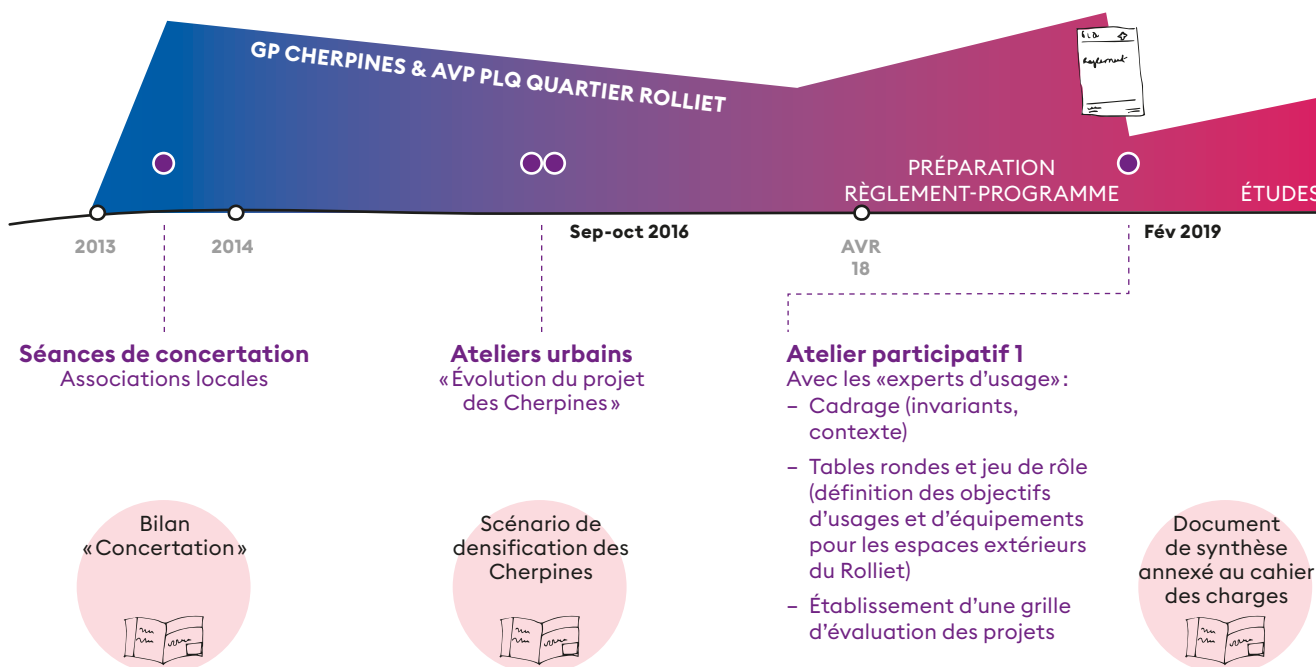 GP CHERPINES & AVP PLQ QUARTIER ROLLIET
Règlement
PRÉPARATION
RÈGLEMENT-PROGRAMME
ÉTUDES
2013
2014
Sep-oct 2016
AVR
18
Fév 2019
Séances de concertation
Associations locales
Ateliers urbains
« Évolution du projet
des Cherpines »
Atelier participatif 1
Avec les «experts d'usage» :
– Cadrage (invariants,
contexte)
– Tables rondes et jeu de rôle
(définition des objectifs
d'usages et d'équipements
pour les espaces extérieurs
du Rolliet)
– Établissement d'une grille
d'évaluation des projets
Bilan
« Concertation »
Scénario de
densification des
Cherpines
Document
de synthèse
annexé au cahier
des charges